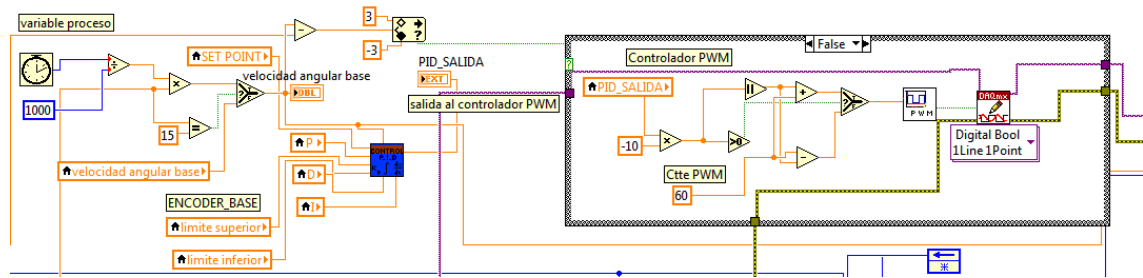 variable proceso
3
-3
SET POINT
1000
velocidad angular base
DBL
15
velocidad angular base
PID_SALIDA
EXT
salida al controlador PWM
P
D
I
CONTROL
P.I.D
ENCODER_BASE
limite superior
limite inferior
False
Controlador PWM
PID_SALIDA
-10
>0
Ctte PWM
60
PWM
DAQmx
Digital Bool
1Line 1Point